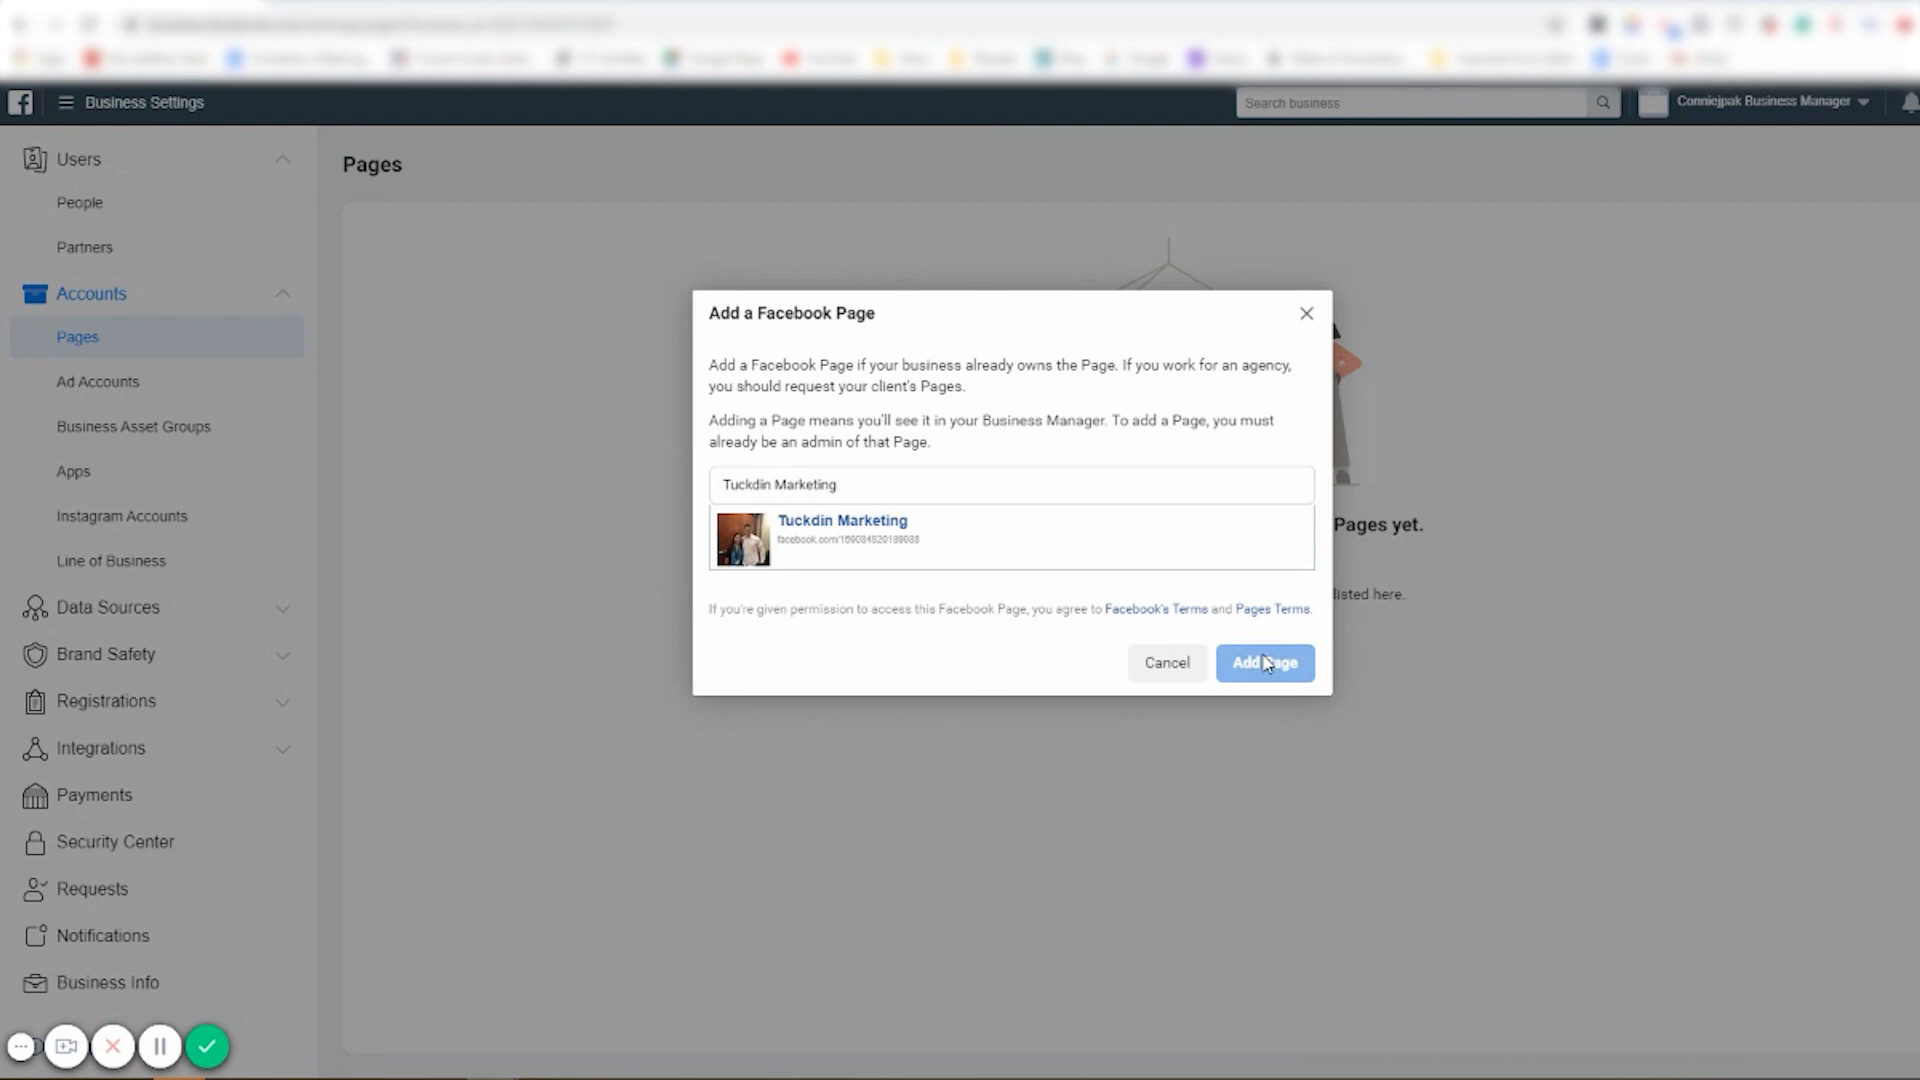 Business Settings
Search business
Conniejpak Business Manager
Users
People
Partners
Accounts
Pages
Ad Accounts
Business Asset Groups
Apps
Instagram Accounts
Line of Business
Data Sources
Brand Safety
Registrations
Integrations
Payments
Security Center
Requests
Notifications
Business Info
Pages
Add a Facebook Page
Add a Facebook Page if your business already owns the Page. If you work for an agency,
you should request your client's Pages.
Adding a Page means you'll see it in your Business Manager. To add a Page, you must
already be an admin of that Page.
Tuckdin Marketing
Tuckdin Marketing
If you're given permission to access this Facebook Page, you agree to Facebook's Terms and Pages Terms.
Cancel
Add Page
Pages yet.
listed here.